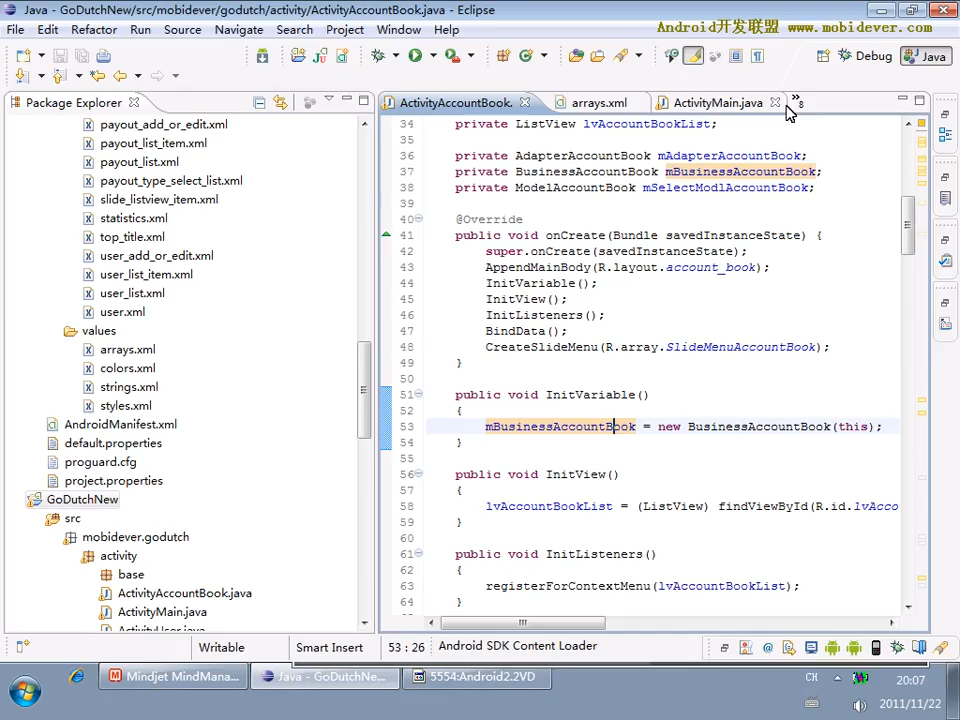 Java - GoDutchNew/src/mobidever/godutch/activity/ActivityAccountBook.java - Eclipse
File Edit Refactor Run Source Navigate Search Project Window Help
Android开发联盟 www.mobidever.com
Debug Java
Package Explorer
ActivityAccountBook. arrays.xml ActivityMain.java »8
payout_add_or_edit.xml
payout_list_item.xml
payout_list.xml
payout_type_select_list.xml
slide_listview_item.xml
statistics.xml
top_title.xml
user_add_or_edit.xml
user_list_item.xml
user_list.xml
user.xml
values
arrays.xml
colors.xml
strings.xml
styles.xml
AndroidManifest.xml
default.properties
proguard.cfg
project.properties
GoDutchNew
src
mobidever.godutch
activity
base
ActivityAccountBook.java
ActivityMain.java
ActivityUser.java
34 private ListView lvAccountBookList;
35
36 private AdapterAccountBook mAdapterAccountBook;
37 private BusinessAccountBook mBusinessAccountBook;
38 private ModelAccountBook mSelectModlAccountBook;
39
40 @Override
41 public void onCreate(Bundle savedInstanceState) {
42 super.onCreate(savedInstanceState);
43 AppendMainBody(R.layout.account_book);
44 InitVariable();
45 InitView();
46 InitListeners();
47 BindData();
48 CreateSlideMenu(R.array.SlideMenuAccountBook);
49 }
50
51 public void InitVariable()
52 {
53 mBusinessAccountBook = new BusinessAccountBook(this);
54 }
55
56 public void InitView()
57 {
58 lvAccountBookList = (ListView) findViewById(R.id.lvAcco
59 }
60
61 public void InitListeners()
62 {
63 registerForContextMenu(lvAccountBookList);
64 }
Writable Smart Insert 53 : 26 Android SDK Content Loader
Mindjet MindMana... Java - GoDutchNe... 5554:Android2.2VD
CH 20:07
2011/11/22